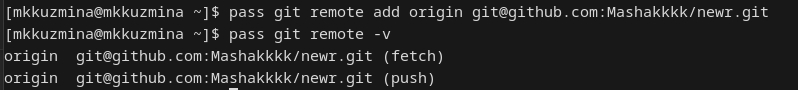 [mkkuzmina@mkkuzmina ~]$ pass git remote add origin git@github.com:Mashakkkk/newr.git
[mkkuzmina@mkkuzmina ~]$ pass git remote -v
origin  git@github.com:Mashakkkk/newr.git (fetch)
origin  git@github.com:Mashakkkk/newr.git (push)